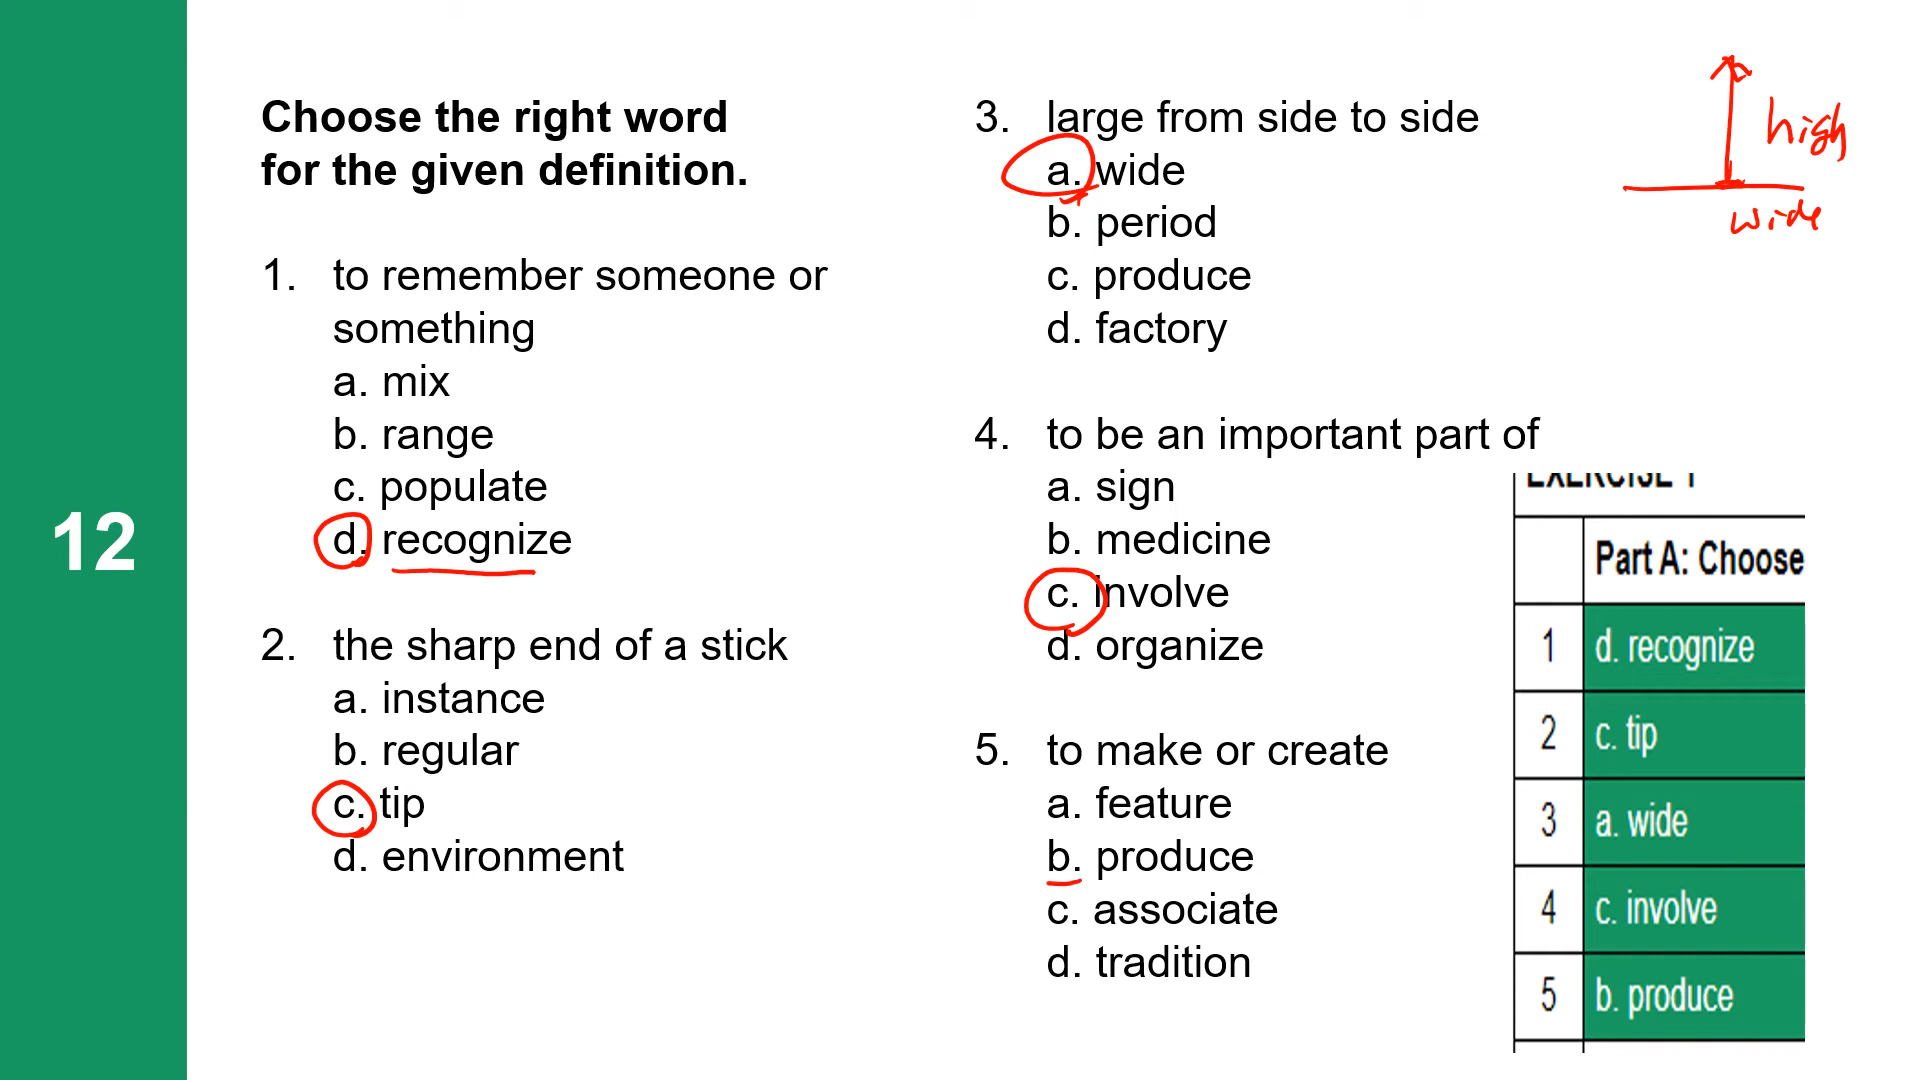 12
Choose the right word
for the given definition.
1. to remember someone or
something
a. mix
b. range
c. populate
d. recognize
2. the sharp end of a stick
a. instance
b. regular
c. tip
d. environment
3. large from side to side
a. wide
b. period
c. produce
d. factory
4. to be an important part of
a. sign
b. medicine
c. involve
d. organize
5. to make or create
a. feature
b. produce
c. associate
d. tradition
high
wide
EXERCISE 1
Part A: Choose
1 d. recognize
2 c. tip
3 a. wide
4 c. involve
5 b. produce